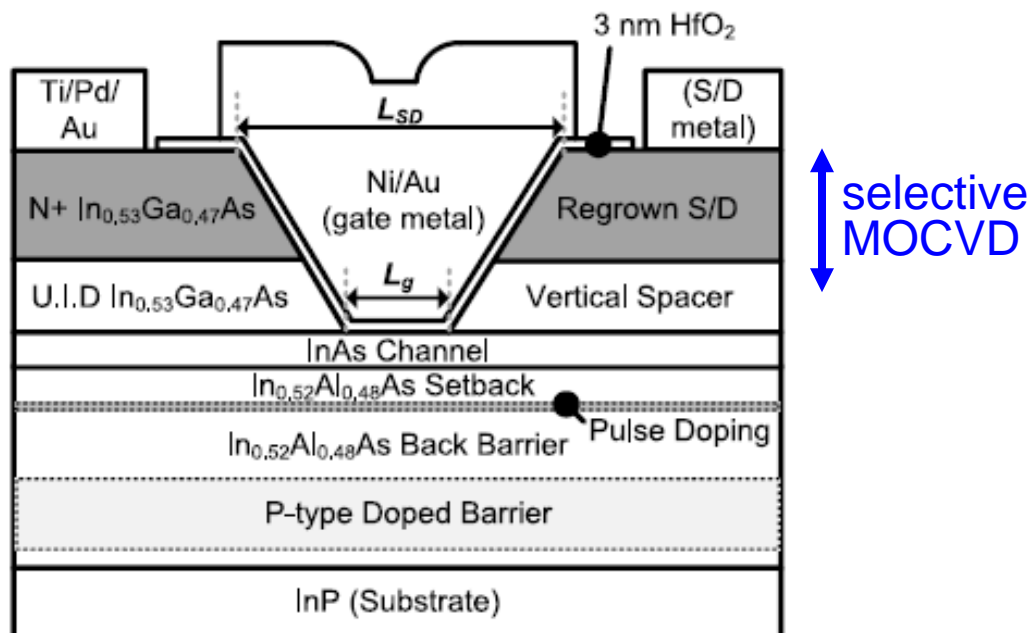 3 nm HfO₂
Ti/Pd/
Au
(S/D
metal)
L_SD
Ni/Au
(gate metal)
N+ In₀.₅₃Ga₀.₄₇As
Regrown S/D
selective
MOCVD
L_g
U.I.D In₀.₅₃Ga₀.₄₇As
Vertical Spacer
InAs Channel
In₀.₅₂Al₀.₄₈As Setback
Pulse Doping
In₀.₅₂Al₀.₄₈As Back Barrier
P-type Doped Barrier
InP (Substrate)